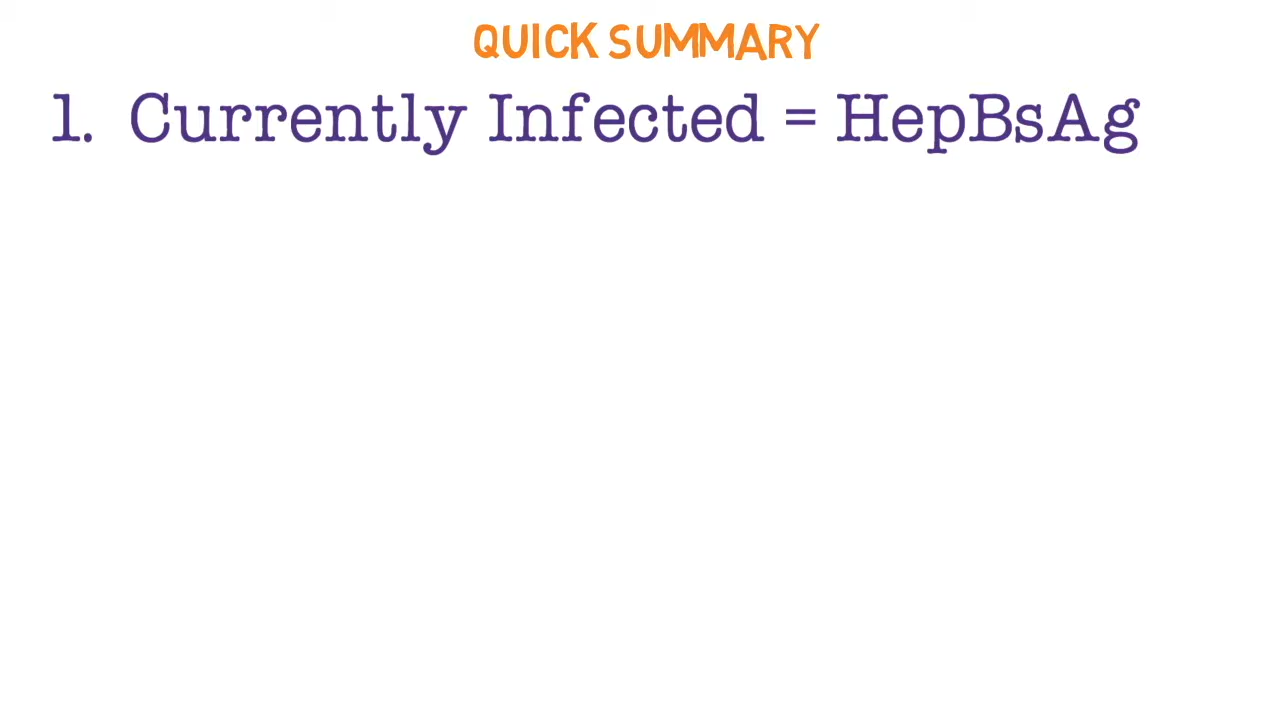 QUICK SUMMARY
1. Currently Infected = HepBsAg